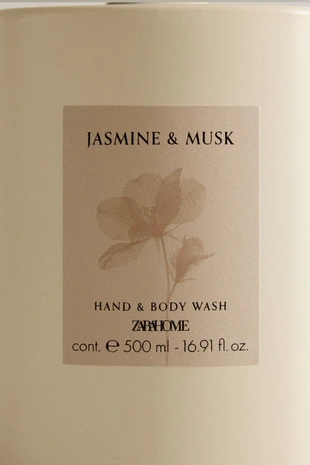 JASMINE & MUSK
HAND & BODY WASH
ZARA HOME
cont. ℮ 500 ml - 16.91 fl. oz.